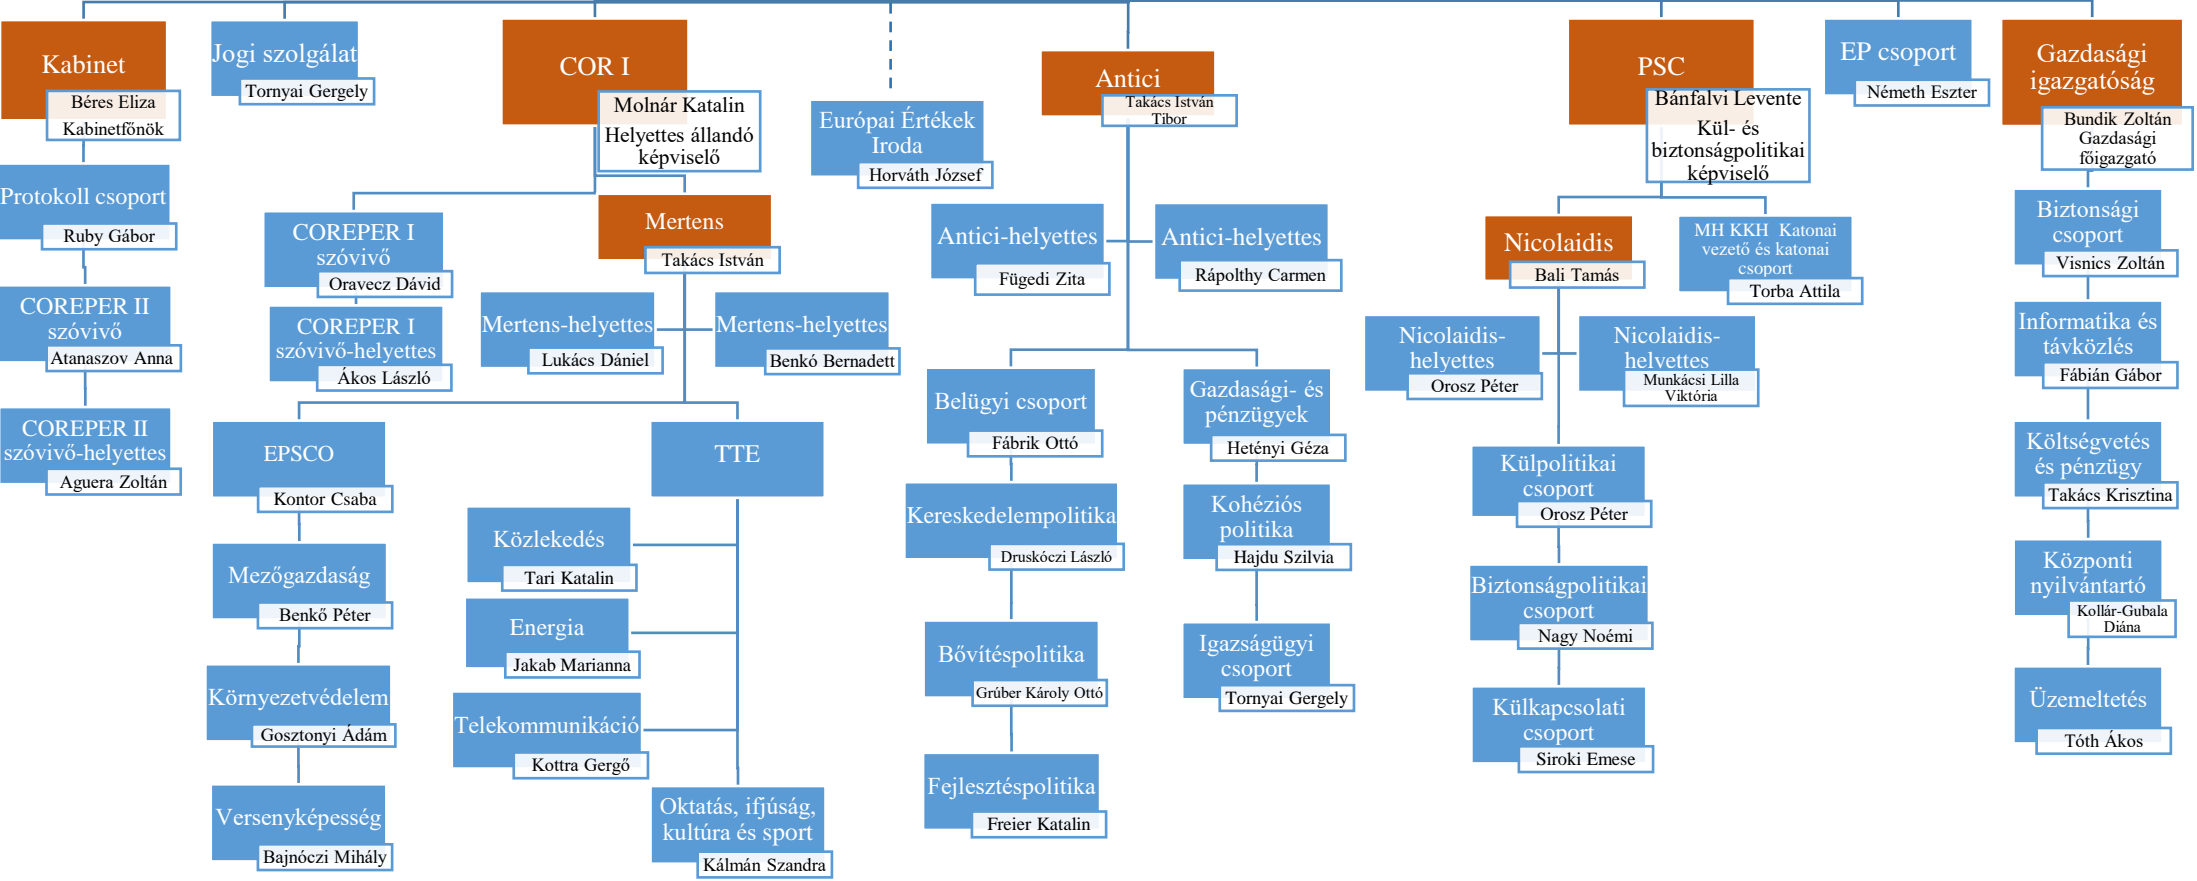 Kabinet
Béres Eliza
Kabinetfőnök
Protokoll csoport
Ruby Gábor
COREPER II
szóvivő
Atanaszov Anna
COREPER II
szóvivő-helyettes
Aguera Zoltán
Jogi szolgálat
Tornyai Gergely
COR I
Molnár Katalin
Helyettes állandó
képviselő
COREPER I
szóvivő
Oravecz Dávid
COREPER I
szóvivő-helyettes
Ákos László
Mertens
Takács István
Mertens-helyettes
Lukács Dániel
Mertens-helyettes
Benkó Bernadett
EPSCO
Kontor Csaba
Mezőgazdaság
Benkő Péter
Környezetvédelem
Gosztonyi Ádám
Versenyképesség
Bajnóczi Mihály
TTE
Közlekedés
Tari Katalin
Energia
Jakab Marianna
Telekommunikáció
Kottra Gergő
Oktatás, ifjúság,
kultúra és sport
Kálmán Szandra
Európai Értékek
Iroda
Horváth József
Antici
Takács István
Tibor
Antici-helyettes
Fügedi Zita
Antici-helyettes
Rápolthy Carmen
Belügyi csoport
Fábrik Ottó
Kereskedelempolitika
Druskóczi László
Bővítéspolitika
Grúber Károly Ottó
Fejlesztéspolitika
Freier Katalin
Gazdasági- és
pénzügyek
Hetényi Géza
Kohéziós
politika
Hajdu Szilvia
Igazságügyi
csoport
Tornyai Gergely
PSC
Bánfalvi Levente
Kül- és
biztonságpolitikai
képviselő
Nicolaidis
Bali Tamás
MH KKH Katonai
vezető és katonai
csoport
Torba Attila
Nicolaidis-
helyettes
Orosz Péter
Nicolaidis-
helyettes
Munkácsi Lilla
Viktória
Külpolitikai
csoport
Orosz Péter
Biztonságpolitikai
csoport
Nagy Noémi
Külkapcsolati
csoport
Siroki Emese
EP csoport
Németh Eszter
Gazdasági
igazgatóság
Bundik Zoltán
Gazdasági
főigazgató
Biztonsági
csoport
Visnics Zoltán
Informatika és
távközlés
Fábián Gábor
Költségvetés
és pénzügy
Takács Krisztina
Központi
nyilvántartó
Kollár-Gubala
Diána
Üzemeltetés
Tóth Ákos